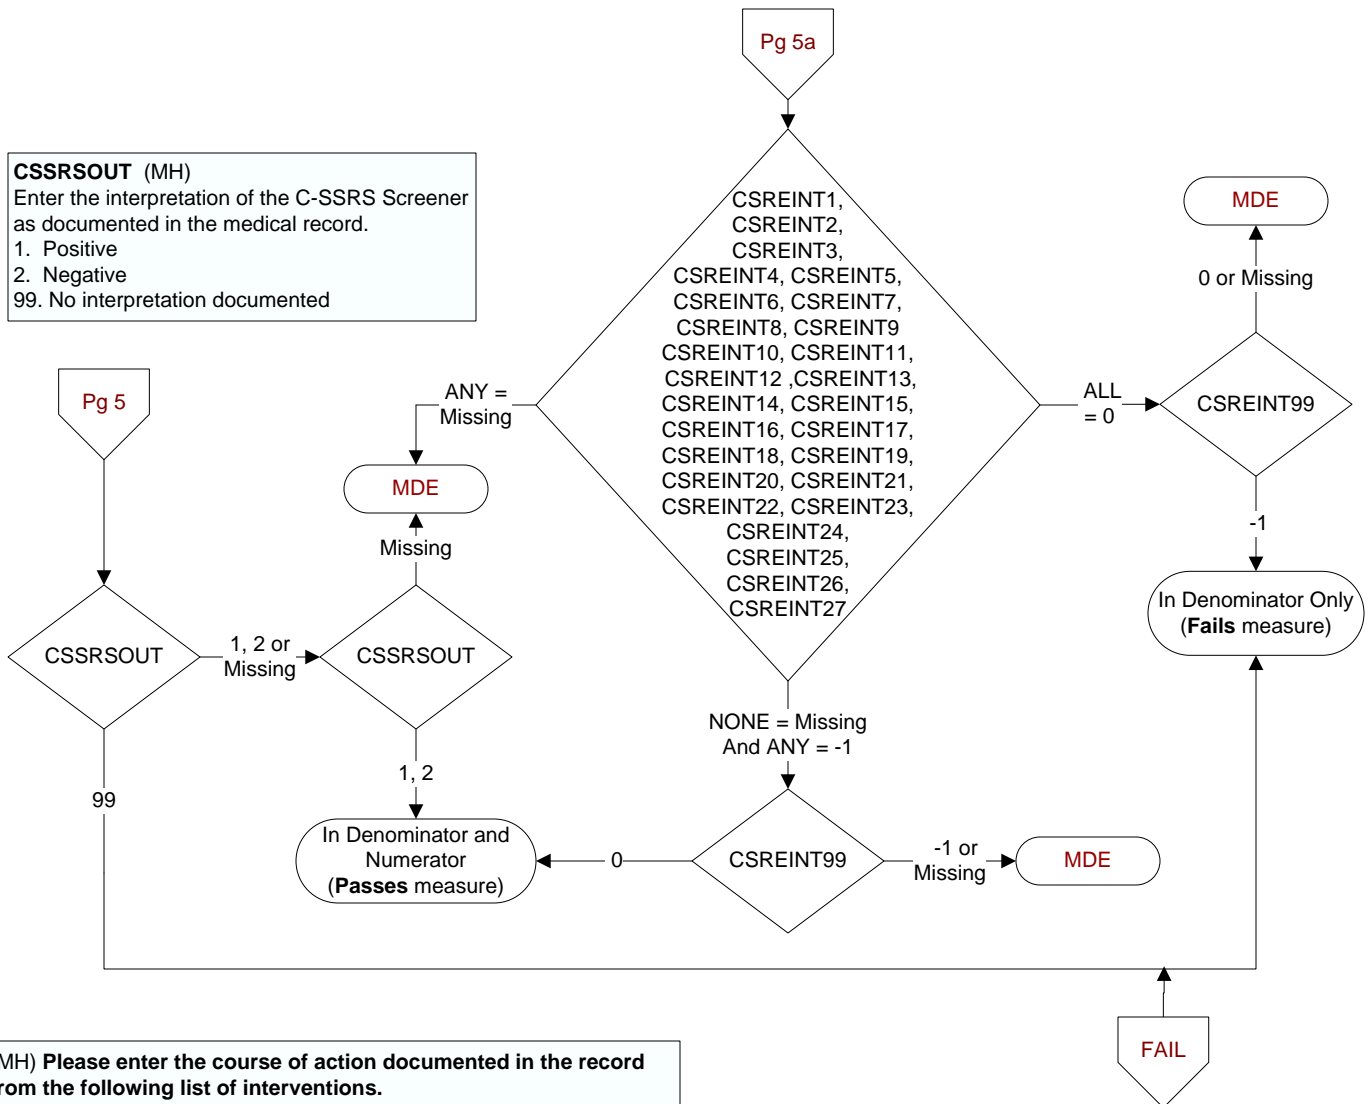 Pg 5a
CSSRSOUT (MH)
Enter the interpretation of the C-SSRS Screener
as documented in the medical record.
1. Positive
2. Negative
99. No interpretation documented
CSREINT1,
CSREINT2,
CSREINT3,
CSREINT4, CSREINT5,
CSREINT6, CSREINT7,
CSREINT8, CSREINT9
CSREINT10, CSREINT11,
CSREINT12 ,CSREINT13,
CSREINT14, CSREINT15,
CSREINT16, CSREINT17,
CSREINT18, CSREINT19,
CSREINT20, CSREINT21,
CSREINT22, CSREINT23,
CSREINT24,
CSREINT25,
CSREINT26,
CSREINT27
MDE
0 or Missing
CSREINT99
ALL
= 0
-1
In Denominator Only
(Fails measure)
ANY =
Missing
MDE
Missing
Pg 5
CSSRSOUT
1, 2 or
Missing
CSSRSOUT
1, 2
99
In Denominator and
Numerator
(Passes measure)
NONE = Missing
And ANY = -1
0
CSREINT99
-1 or
Missing
MDE
FAIL
MH) Please enter the course of action documented in the record
rom the following list of interventions.